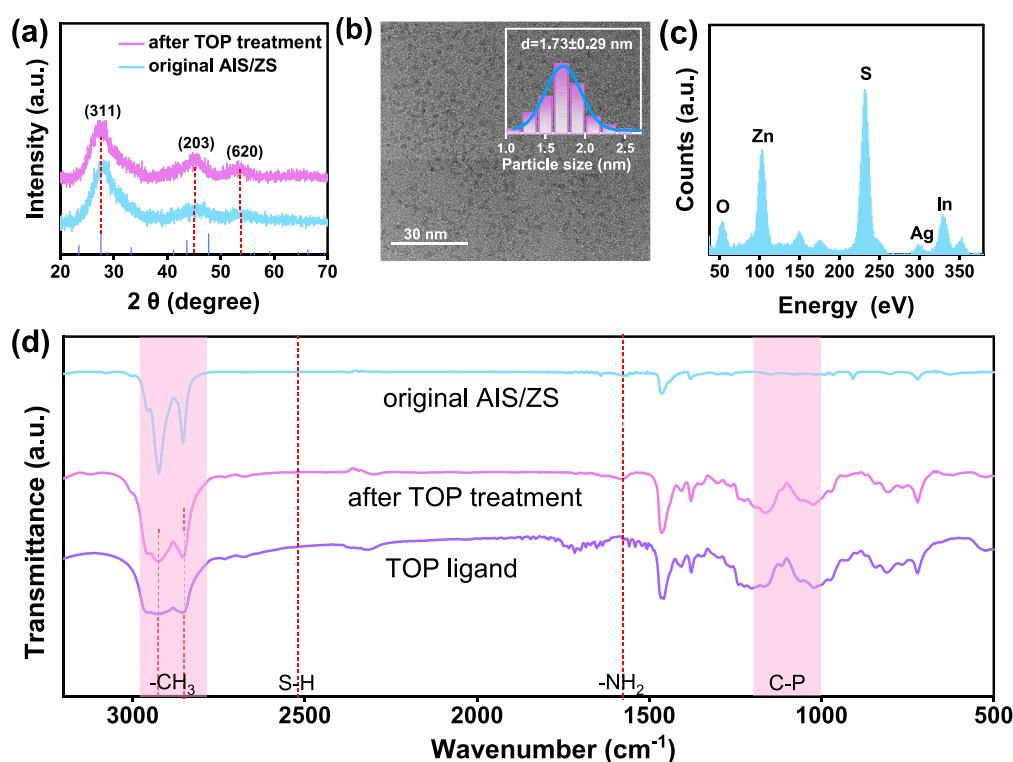 (a)
after TOP treatment
original AIS/ZS
(311)
(203)
(620)
Intensity (a.u.)
20 30 40 50 60 70
2 θ (degree)
(b)
d=1.73±0.29 nm
1.0 1.5 2.0 2.5
Particle size (nm)
30 nm
(c)
Counts (a.u.)
O
Zn
S
Ag
In
50 100 150 200 250 300 350
Energy (eV)
(d)
Transmittance (a.u.)
original AIS/ZS
after TOP treatment
TOP ligand
-CH₃ S-H -NH₂ C-P
3000 2500 2000 1500 1000 500
Wavenumber (cm⁻¹)